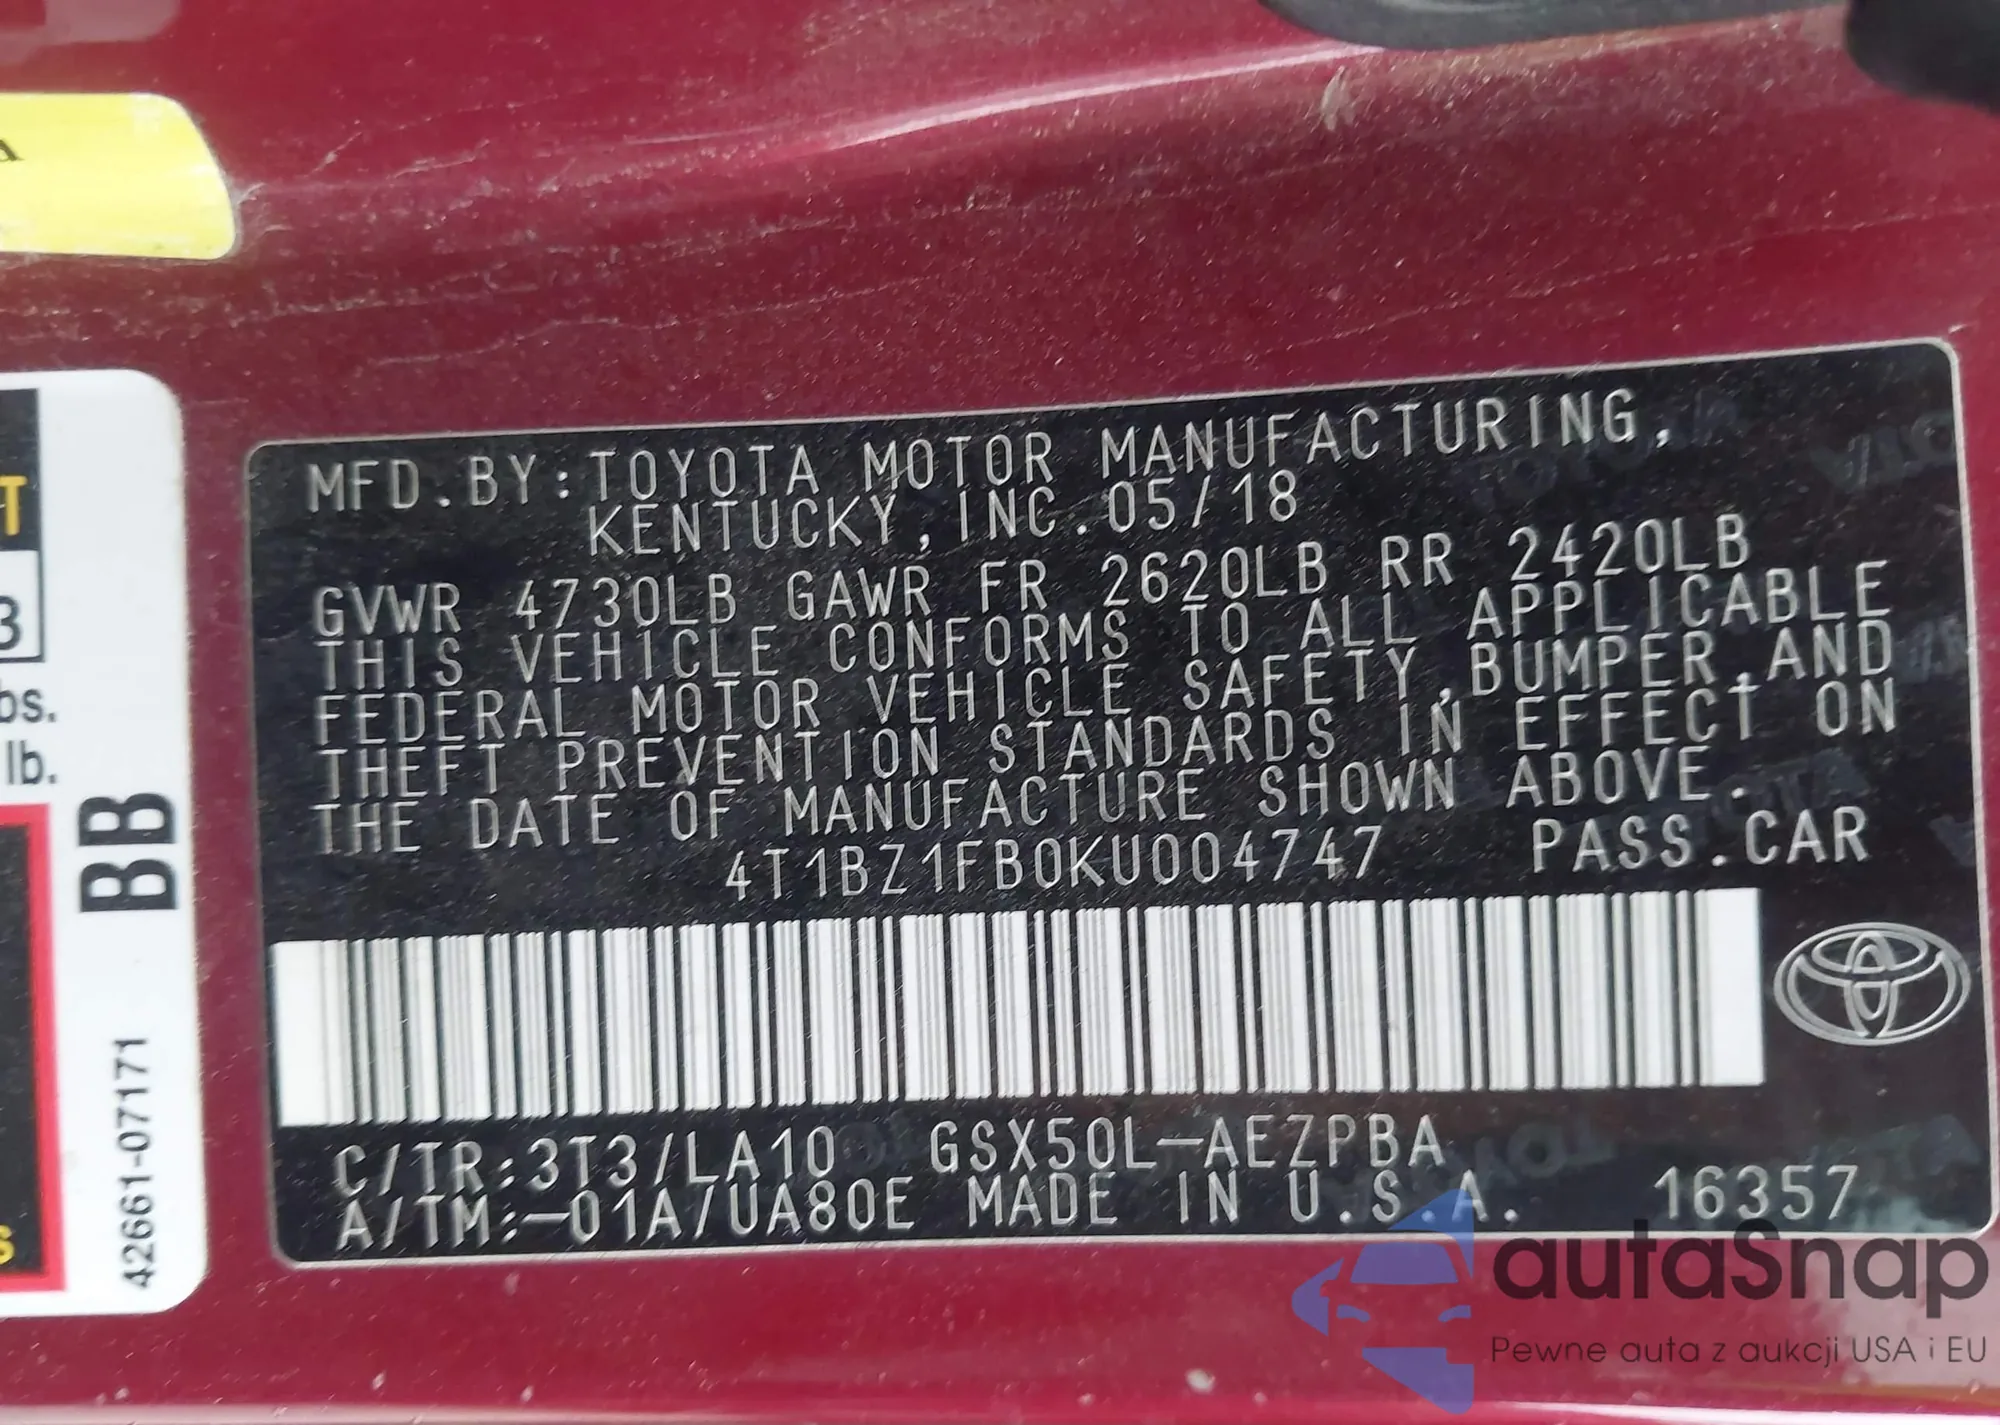 MFD.BY:TOYOTA MOTOR MANUFACTURING,
KENTUCKY,INC.05/18
GVWR 4730LB GAWR FR 2620LB RR 2420LB
THIS VEHICLE CONFORMS TO ALL APPLICABLE
FEDERAL MOTOR VEHICLE SAFETY,BUMPER,AND
THEFT PREVENTION STANDARDS IN EFFECT ON
THE DATE OF MANUFACTURE SHOWN ABOVE.
4T1BZ1FB0KU004747 PASS.CAR
C/TR:3T3/LA10 GSX50L-AEZPBA
A/TM:-01A/UA80E MADE IN U.S.A. 16357
a
T
3
bs.
lb.
BB
42661-07171
s
autaSnap
Pewne auta z aukcji USA i EU